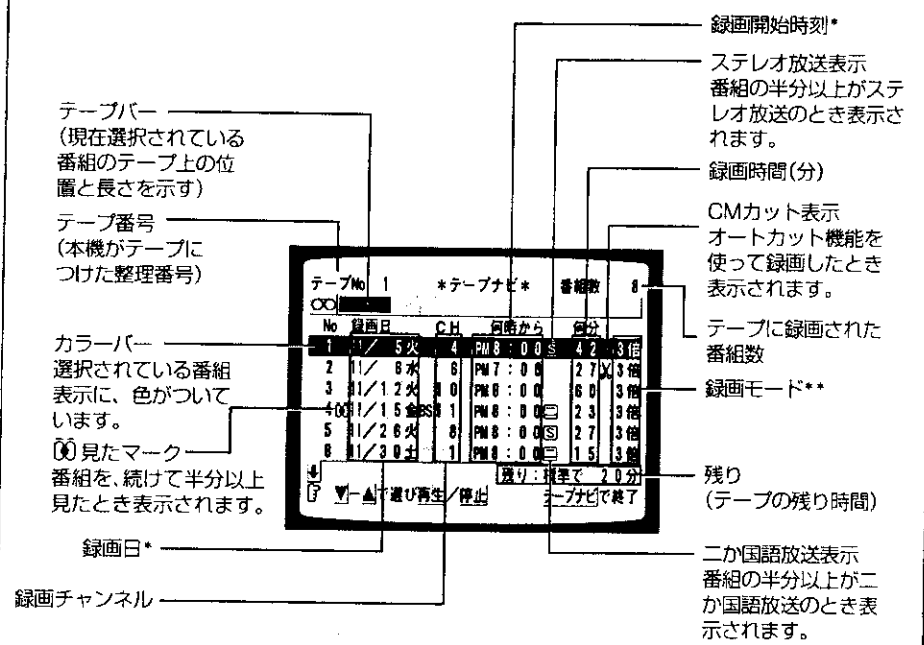 録画開始時刻*
ステレオ放送表示
番組の半分以上がステ
レオ放送のとき表示さ
れます。
録画時間(分)
CMカット表示
オートカット機能を
使って録画したとき
表示されます。
テープに録画された
番組数
録画モード**
残り
(テープの残り時間)
二か国語放送表示
番組の半分以上が二
か国語放送のとき表
示されます。
テープバー
(現在選択されている
番組のテープ上の位
置と長さを示す)
テープ番号
(本機がテープに
つけた整理番号)
カラーバー
選択されている番組
表示に、色がついて
います。
見たマーク
番組を、続けて半分以上
見たとき表示されます。
録画日*
録画チャンネル
テープNo 1 *テープナビ* 番組数 8
No 録画日 CH 何時から 何分
1 11/ 5火 4 PM8:00 S 42 3倍
2 11/ 6水 6 PM7:00 27 3倍
3 11/12火 10 PM8:00 60 3倍
4 11/15金 BS 1 PM8:00 23 3倍
5 11/26火 8 PM8:00 S 27 3倍
6 11/30土 1 PM8:00 15 3倍
残り:標準で 20分
▼−▲で選び再生/停止 テープナビで終了